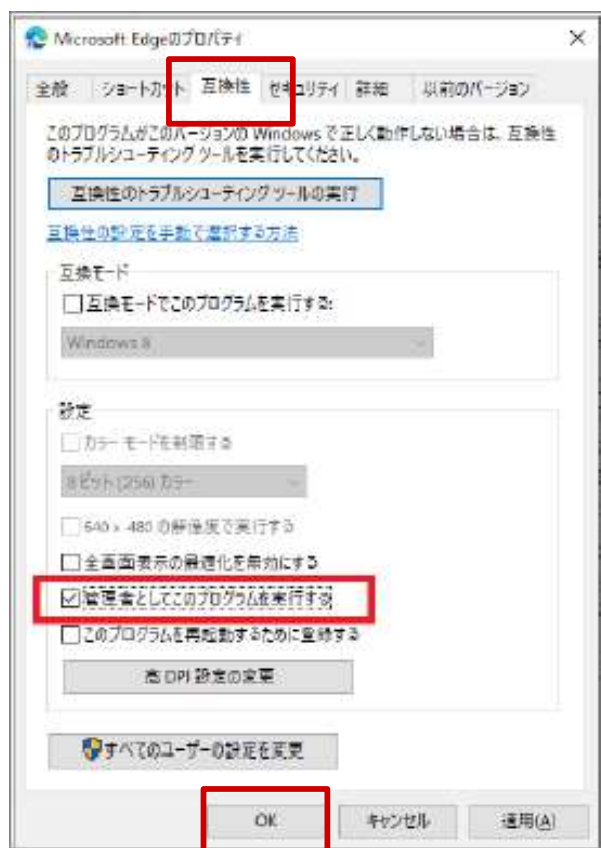 Microsoft Edgeのプロパティ
全般 ショートカット 互換性 セキュリティ 詳細 以前のバージョン
このプログラムがこのバージョンの Windows で正しく動作しない場合は、互換性
のトラブルシューティング ツールを実行してください。
互換性のトラブルシューティング ツールの実行
互換性の設定を手動で選択する方法
互換モード
互換モードでこのプログラムを実行する:
Windows 8
設定
カラー モードを制限する
8 ビット (256) カラー
640 x 480 の解像度で実行する
全画面表示の最適化を無効にする
管理者としてこのプログラムを実行する
このプログラムを再起動するために登録する
高 DPI 設定の変更
すべてのユーザーの設定を変更
OK キャンセル 適用(A)